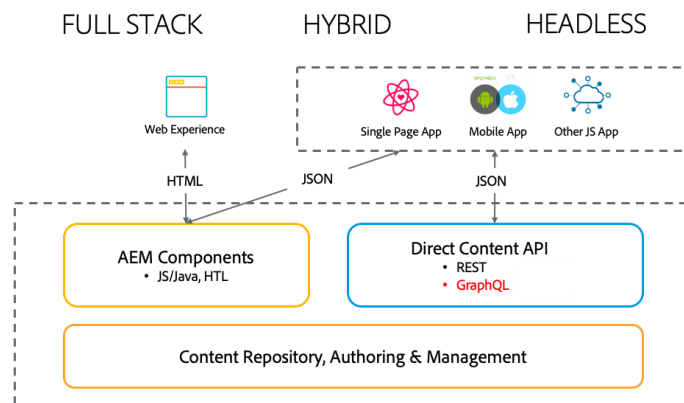 FULL STACK
HYBRID
HEADLESS
Web Experience
Single Page App
Mobile App
Other JS App
HTML
JSON
JSON
AEM Components
• JS/Java, HTL
Direct Content API
• REST
• GraphQL
Content Repository, Authoring & Management